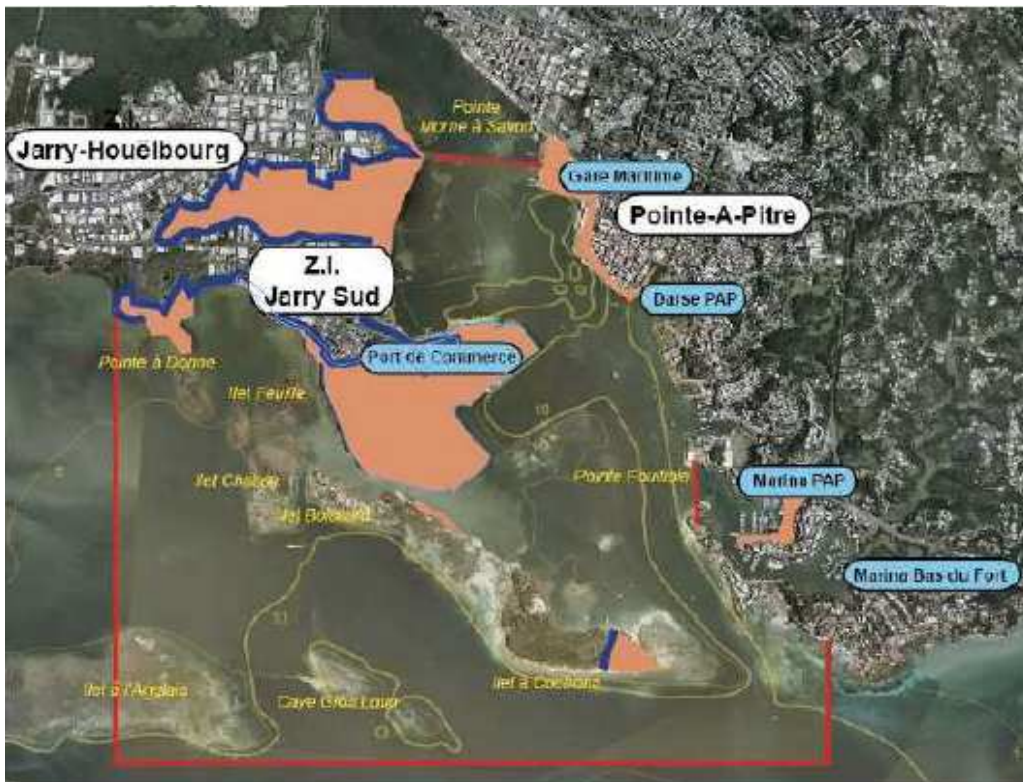 Pointe
Morne à Savon
Jarry-Houelbourg
Gare Maritime
Pointe-A-Pitre
Z.I.
Jarry Sud
Darse PAP
Port de Commerce
Pointe à Donne
Ilet Feuille
10
Pointe Fouillole
Marina PAP
Ilet Chasse
Ilet Boissard
Marina Bas du Fort
Ilet à l'Anglais
Caye Gros Loup
Ilet à Cochons